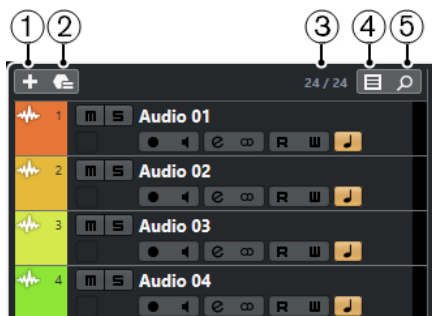 1 2 3 4 5
24 / 24
1 m S Audio 01
e R W
2 m S Audio 02
e R W
3 m S Audio 03
e R W
4 m S Audio 04
e R W